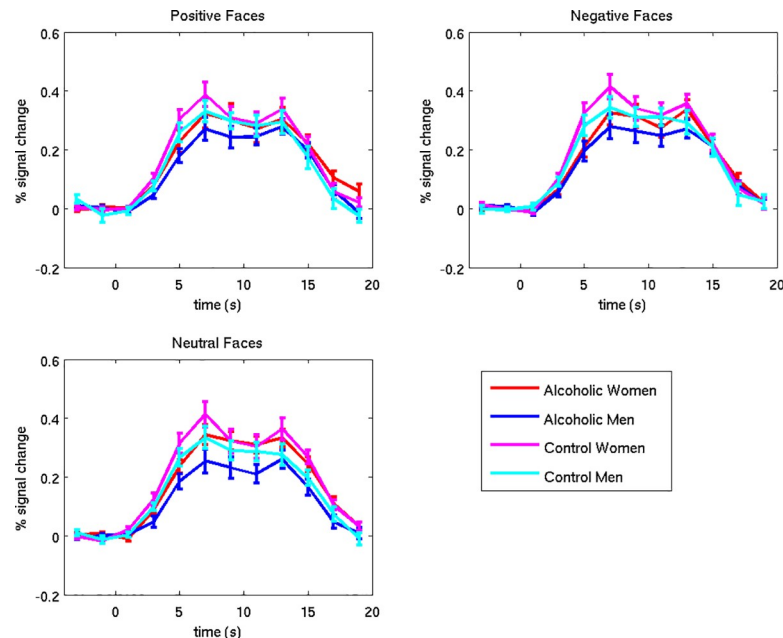 Positive Faces
0.6
0.4
0.2
0
-0.2
% signal change
0 5 10 15 20
time (s)
Negative Faces
0.6
0.4
0.2
0
-0.2
% signal change
0 5 10 15 20
time (s)
Neutral Faces
0.6
0.4
0.2
0
-0.2
% signal change
0 5 10 15 20
time (s)
Alcoholic Women
Alcoholic Men
Control Women
Control Men